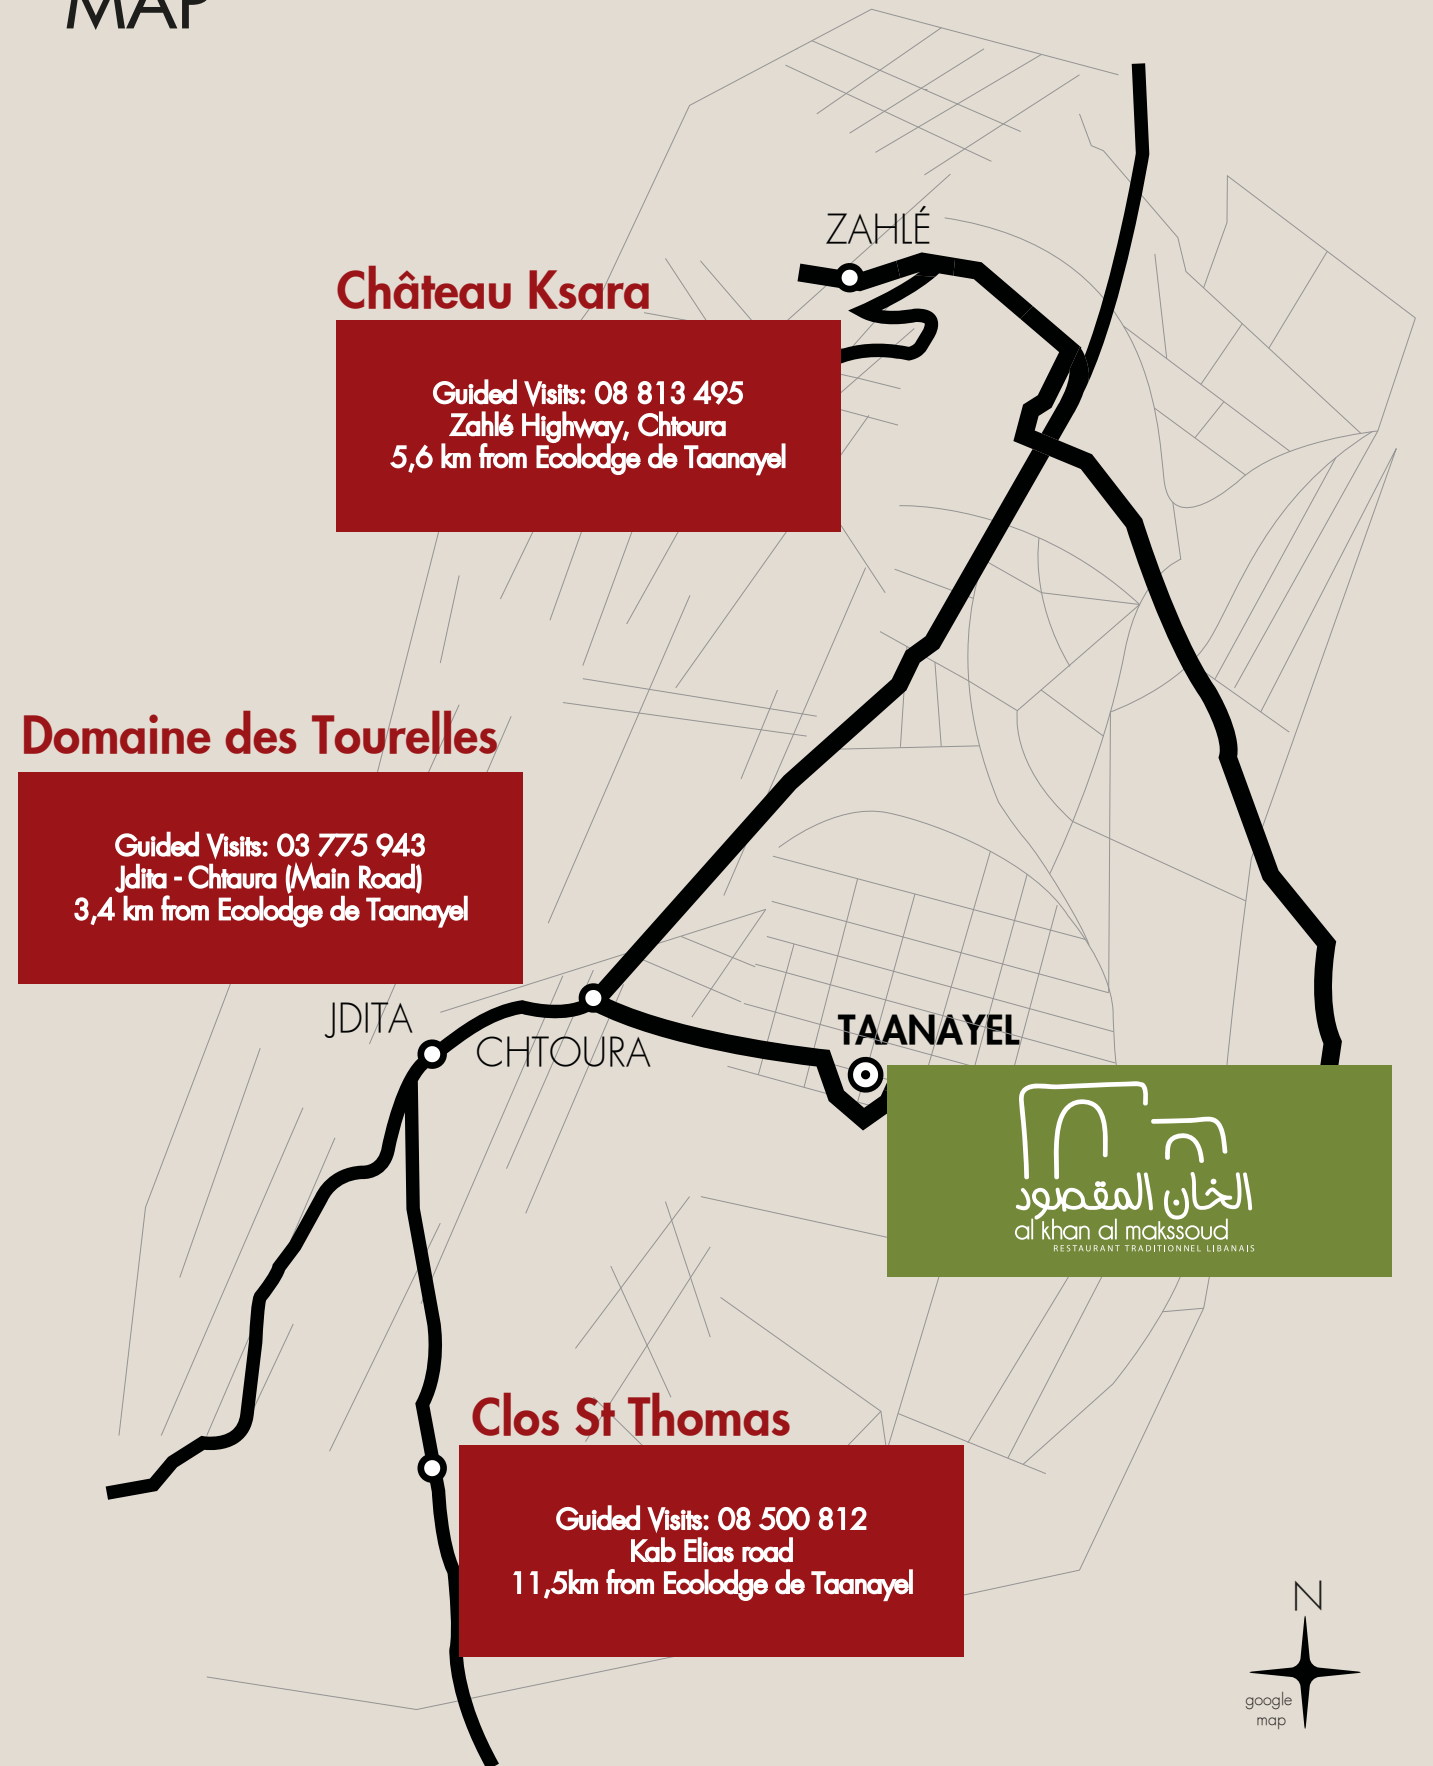 MAP
ZAHLÉ
Château Ksara
Guided Visits: 08 813 495
Zahlé Highway, Chtoura
5,6 km from Ecolodge de Taanayel
Domaine des Tourelles
Guided Visits: 03 775 943
Jdita - Chtaura (Main Road)
3,4 km from Ecolodge de Taanayel
JDITA
CHTOURA
TAANAYEL
الخان المقصود
al khan al makssoud
RESTAURANT TRADITIONNEL LIBANAIS
Clos St Thomas
Guided Visits: 08 500 812
Kab Elias road
11,5km from Ecolodge de Taanayel
N
google
map